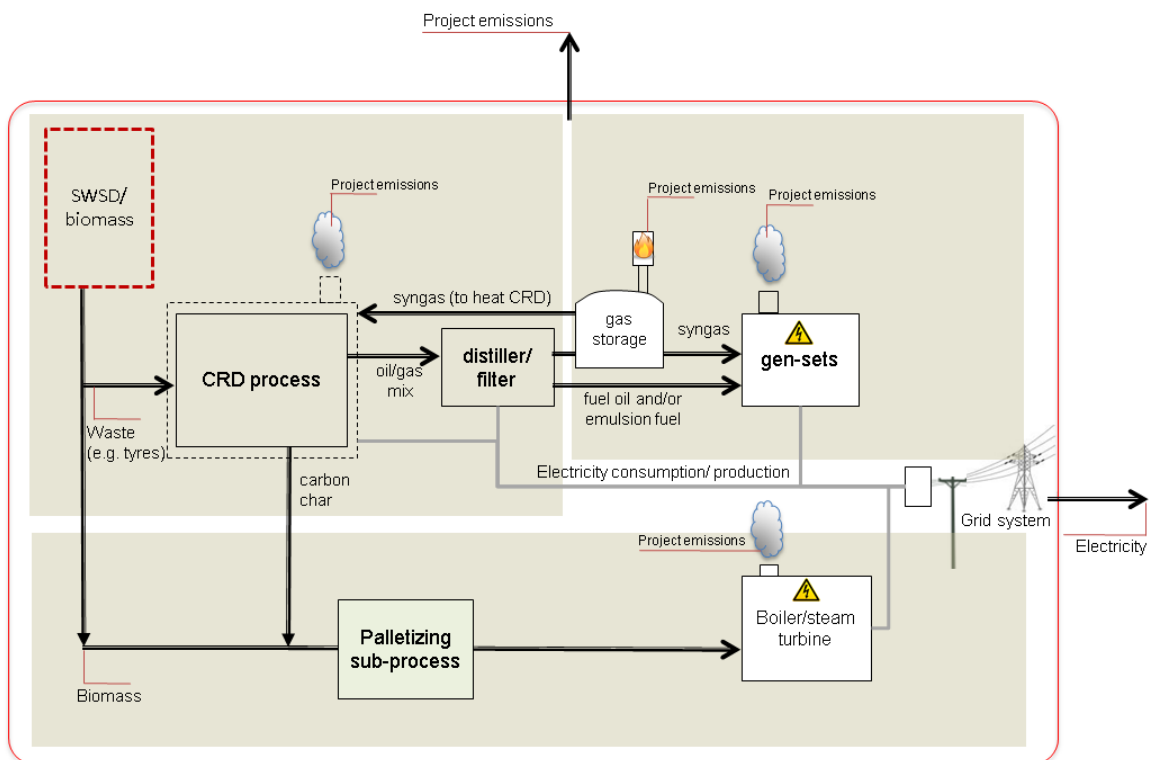 Project emissions
SWSD/
biomass
Project emissions
Project emissions
Project emissions
syngas (to heat CRD)
gas
storage
syngas
gen-sets
CRD process
oil/gas
mix
distiller/
filter
fuel oil and/or
emulsion fuel
Waste
(e.g. tyres)
carbon
char
Electricity consumption/ production
Grid system
Electricity
Project emissions
Boiler/steam
turbine
Palletizing
sub-process
Biomass